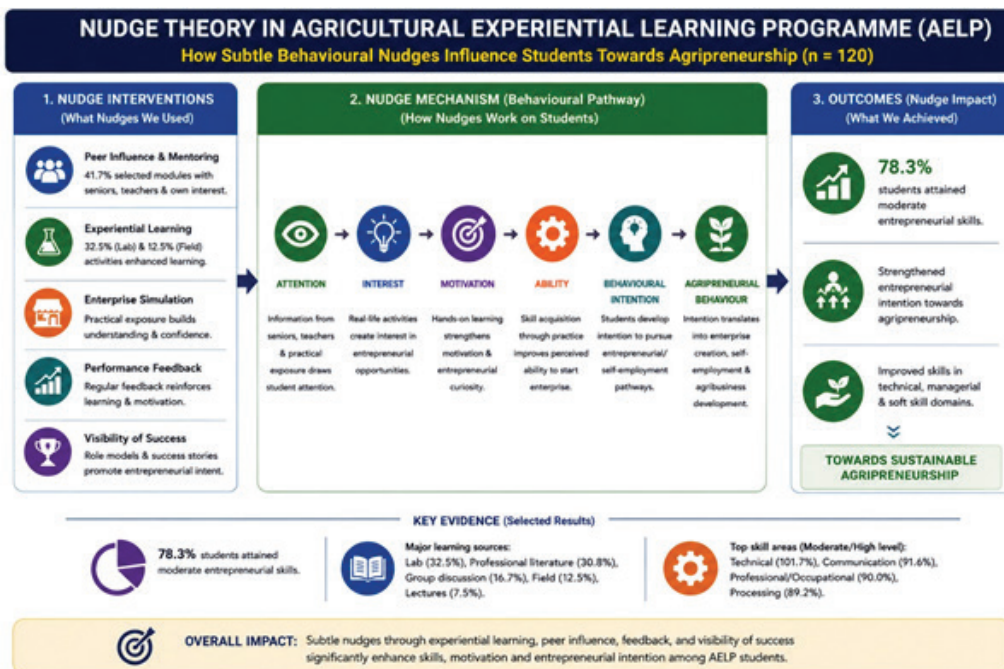 NUDGE THEORY IN AGRICULTURAL EXPERIENTIAL LEARNING PROGRAMME (AELP)
How Subtle Behavioural Nudges Influence Students Towards Agripreneurship (n = 120)
1. NUDGE INTERVENTIONS
(What Nudges We Used)
Peer Influence & Mentoring
41.7% selected modules with
seniors, teachers & own interest.
Experiential Learning
32.5% (Lab) & 12.5% (Field)
activities enhanced learning.
Enterprise Simulation
Practical exposure builds
understanding & confidence.
Performance Feedback
Regular feedback reinforces
learning & motivation.
Visibility of Success
Role models & success stories
promote entrepreneurial intent.
2. NUDGE MECHANISM (Behavioural Pathway)
(How Nudges Work on Students)
ATTENTION
Information from
seniors, teachers
& practical
exposure draws
student attention.
INTEREST
Real-life activities
create interest in
entrepreneurial
opportunities.
MOTIVATION
Hands-on learning
strengthens
motivation &
entrepreneurial
curiosity.
ABILITY
Skill acquisition
through practice
improves perceived
ability to start
enterprise.
BEHAVIOURAL
INTENTION
Students develop
intention to pursue
entrepreneurial/
self-employment
pathways.
AGRIPRENEURIAL
BEHAVIOUR
Intention translates
into enterprise
creation, self-
employment &
agribusiness
development.
3. OUTCOMES (Nudge Impact)
(What We Achieved)
78.3%
students attained
moderate
entrepreneurial skills.
Strengthened
entrepreneurial
intention towards
agripreneurship.
Improved skills in
technical, managerial
& soft skill domains.
TOWARDS SUSTAINABLE
AGRIPRENEURSHIP
KEY EVIDENCE (Selected Results)
78.3% students attained
moderate entrepreneurial skills.
Major learning sources:
Lab (32.5%), Professional literature (30.8%),
Group discussion (16.7%), Field (12.5%),
Lectures (7.5%).
Top skill areas (Moderate/High level):
Technical (101.7%), Communication (91.6%),
Professional/Occupational (90.0%),
Processing (89.2%).
OVERALL IMPACT: Subtle nudges through experiential learning, peer influence, feedback, and visibility of success
significantly enhance skills, motivation and entrepreneurial intention among AELP students.